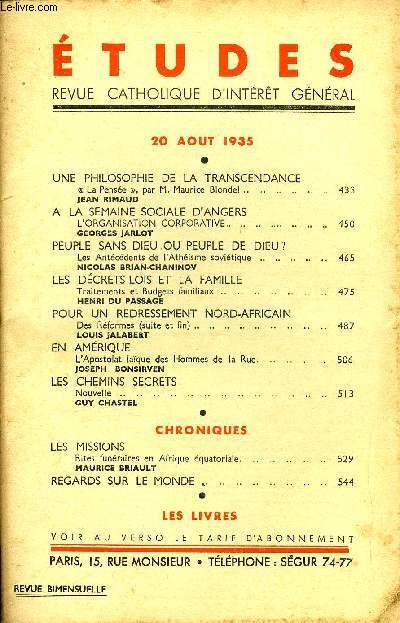 www.Le-livre.com
ÉTUDES
REVUE CATHOLIQUE D'INTÉRÊT GÉNÉRAL
20 AOUT 1935
UNE PHILOSOPHIE DE LA TRANSCENDANCE
« La Pensée », par M. Maurice Blondel .. .. .. .. .. .. 433
JEAN RIMAUD
A LA SEMAINE SOCIALE D'ANGERS
L'ORGANISATION CORPORATIVE.. .. .. .. .. .. 450
GEORGES JARLOT
PEUPLE SANS DIEU OU PEUPLE DE DIEU ?
Les Antécédents de l'Athéisme soviétique .. .. .. .. .. 465
NICOLAS BRIAN-CHANINOV
LES DÉCRETS-LOIS ET LA FAMILLE
Traitements et Budgets familiaux .. .. .. .. .. .. .. 475
HENRI DU PASSAGE
POUR UN REDRESSEMENT NORD-AFRICAIN
Des Réformes (suite et fin) .. .. .. .. .. .. .. .. .. 487
LOUIS JALABERT
EN AMÉRIQUE
L'Apostolat laïque des Hommes de la Rue. .. .. .. .. .. 506
JOSEPH BONSIRVEN
LES CHEMINS SECRETS
Nouvelle .. .. .. .. .. .. .. .. .. .. .. .. .. 513
GUY CHASTEL
CHRONIQUES
LES MISSIONS
Rites funéraires en Afrique équatoriale. .. .. .. .. .. 529
MAURICE BRIAULT
REGARDS SUR LE MONDE .. .. .. .. .. .. .. .. 544
LES LIVRES
VOIR AU VERSO LE TARIF D'ABONNEMENT
PARIS, 15, RUE MONSIEUR • TÉLÉPHONE : SÉGUR 74-77
REVUE BIMENSUELLE